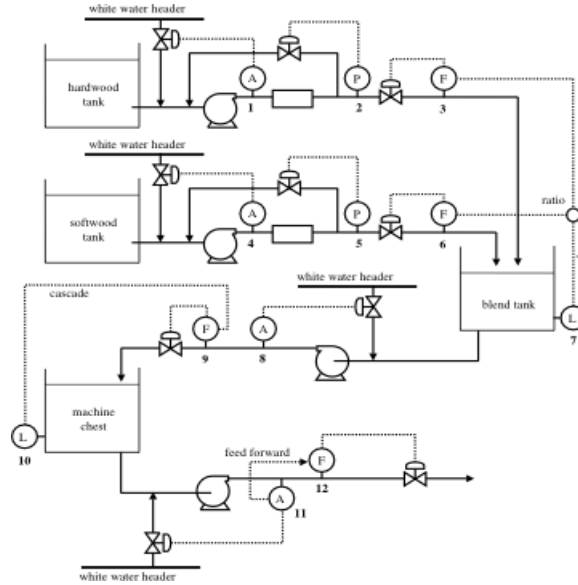 white water header
hardwood
tank
A
1
P
2
F
3
white water header
softwood
tank
A
4
P
5
F
6
ratio
white water header
cascade
F
9
A
8
blend tank
L
7
machine
chest
L
10
feed forward
F
12
A
11
white water header